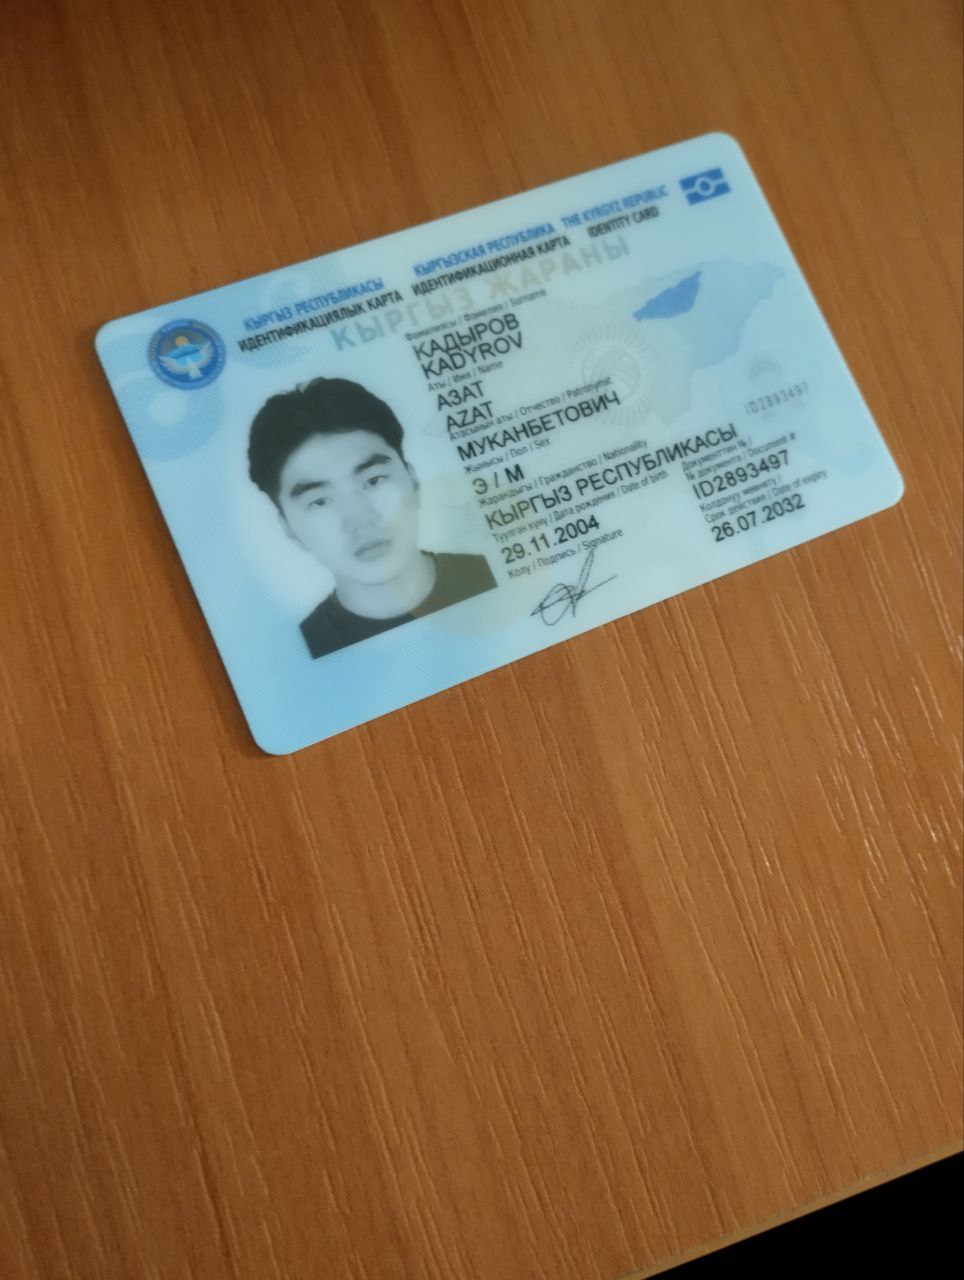 КЫРГЫЗ РЕСПУБЛИКАСЫ КЫРГЫЗСКАЯ РЕСПУБЛИКА THE KYRGYZ REPUBLIC
ИДЕНТИФИКАЦИЯЛЫК КАРТА ИДЕНТИФИКАЦИОННАЯ КАРТА IDENTITY CARD
КЫРГЫЗ ЖАРАНЫ
Фамилиясы / Фамилия / Surname
КАДЫРОВ
KADYROV
Аты / Имя / Name
АЗАТ
AZAT
Атасынын аты / Отчество / Patronymic
МУКАНБЕТОВИЧ
Жынысы / Пол / Sex
Э / М
Жарандыгы / Гражданство / Nationality
КЫРГЫЗ РЕСПУБЛИКАСЫ
Туулган күнү / Дата рождения / Date of birth
29.11.2004
Колу / Подпись / Signature
Документтин № /
№ документа / Document #
ID2893497
Колдонуу мөөнөтү /
Срок действия / Date of expiry
26.07.2032
ID2893497